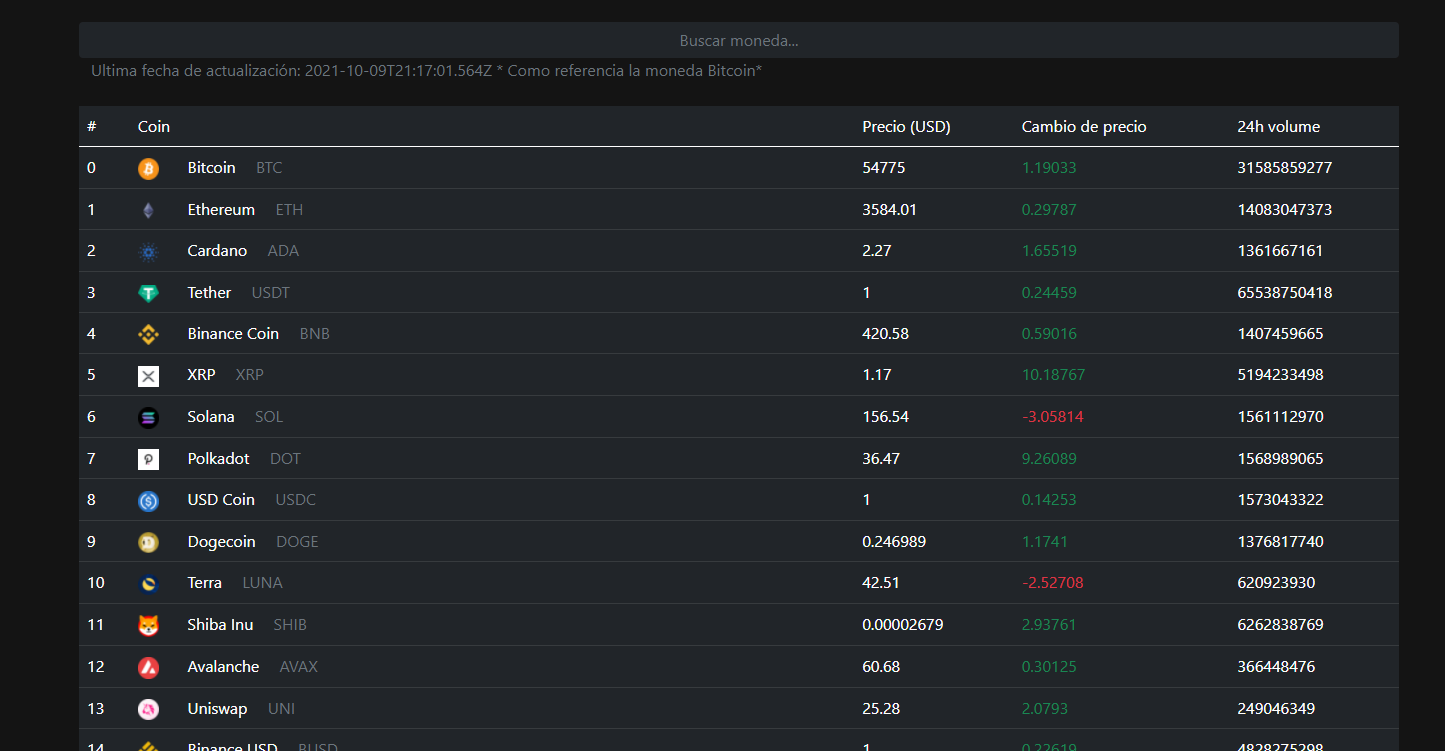 Buscar moneda...
Ultima fecha de actualización: 2021-10-09T21:17:01.564Z * Como referencia la moneda Bitcoin*
# Coin Precio (USD) Cambio de precio 24h volume
0 Bitcoin BTC 54775 1.19033 31585859277
1 Ethereum ETH 3584.01 0.29787 14083047373
2 Cardano ADA 2.27 1.65519 1361667161
3 Tether USDT 1 0.24459 65538750418
4 Binance Coin BNB 420.58 0.59016 1407459665
5 XRP XRP 1.17 10.18767 5194233498
6 Solana SOL 156.54 -3.05814 1561112970
7 Polkadot DOT 36.47 9.26089 1568989065
8 USD Coin USDC 1 0.14253 1573043322
9 Dogecoin DOGE 0.246989 1.1741 1376817740
10 Terra LUNA 42.51 -2.52708 620923930
11 Shiba Inu SHIB 0.00002679 2.93761 6262838769
12 Avalanche AVAX 60.68 0.30125 366448476
13 Uniswap UNI 25.28 2.0793 249046349
14 Binance USD BUSD 1 0.22619 4828275298